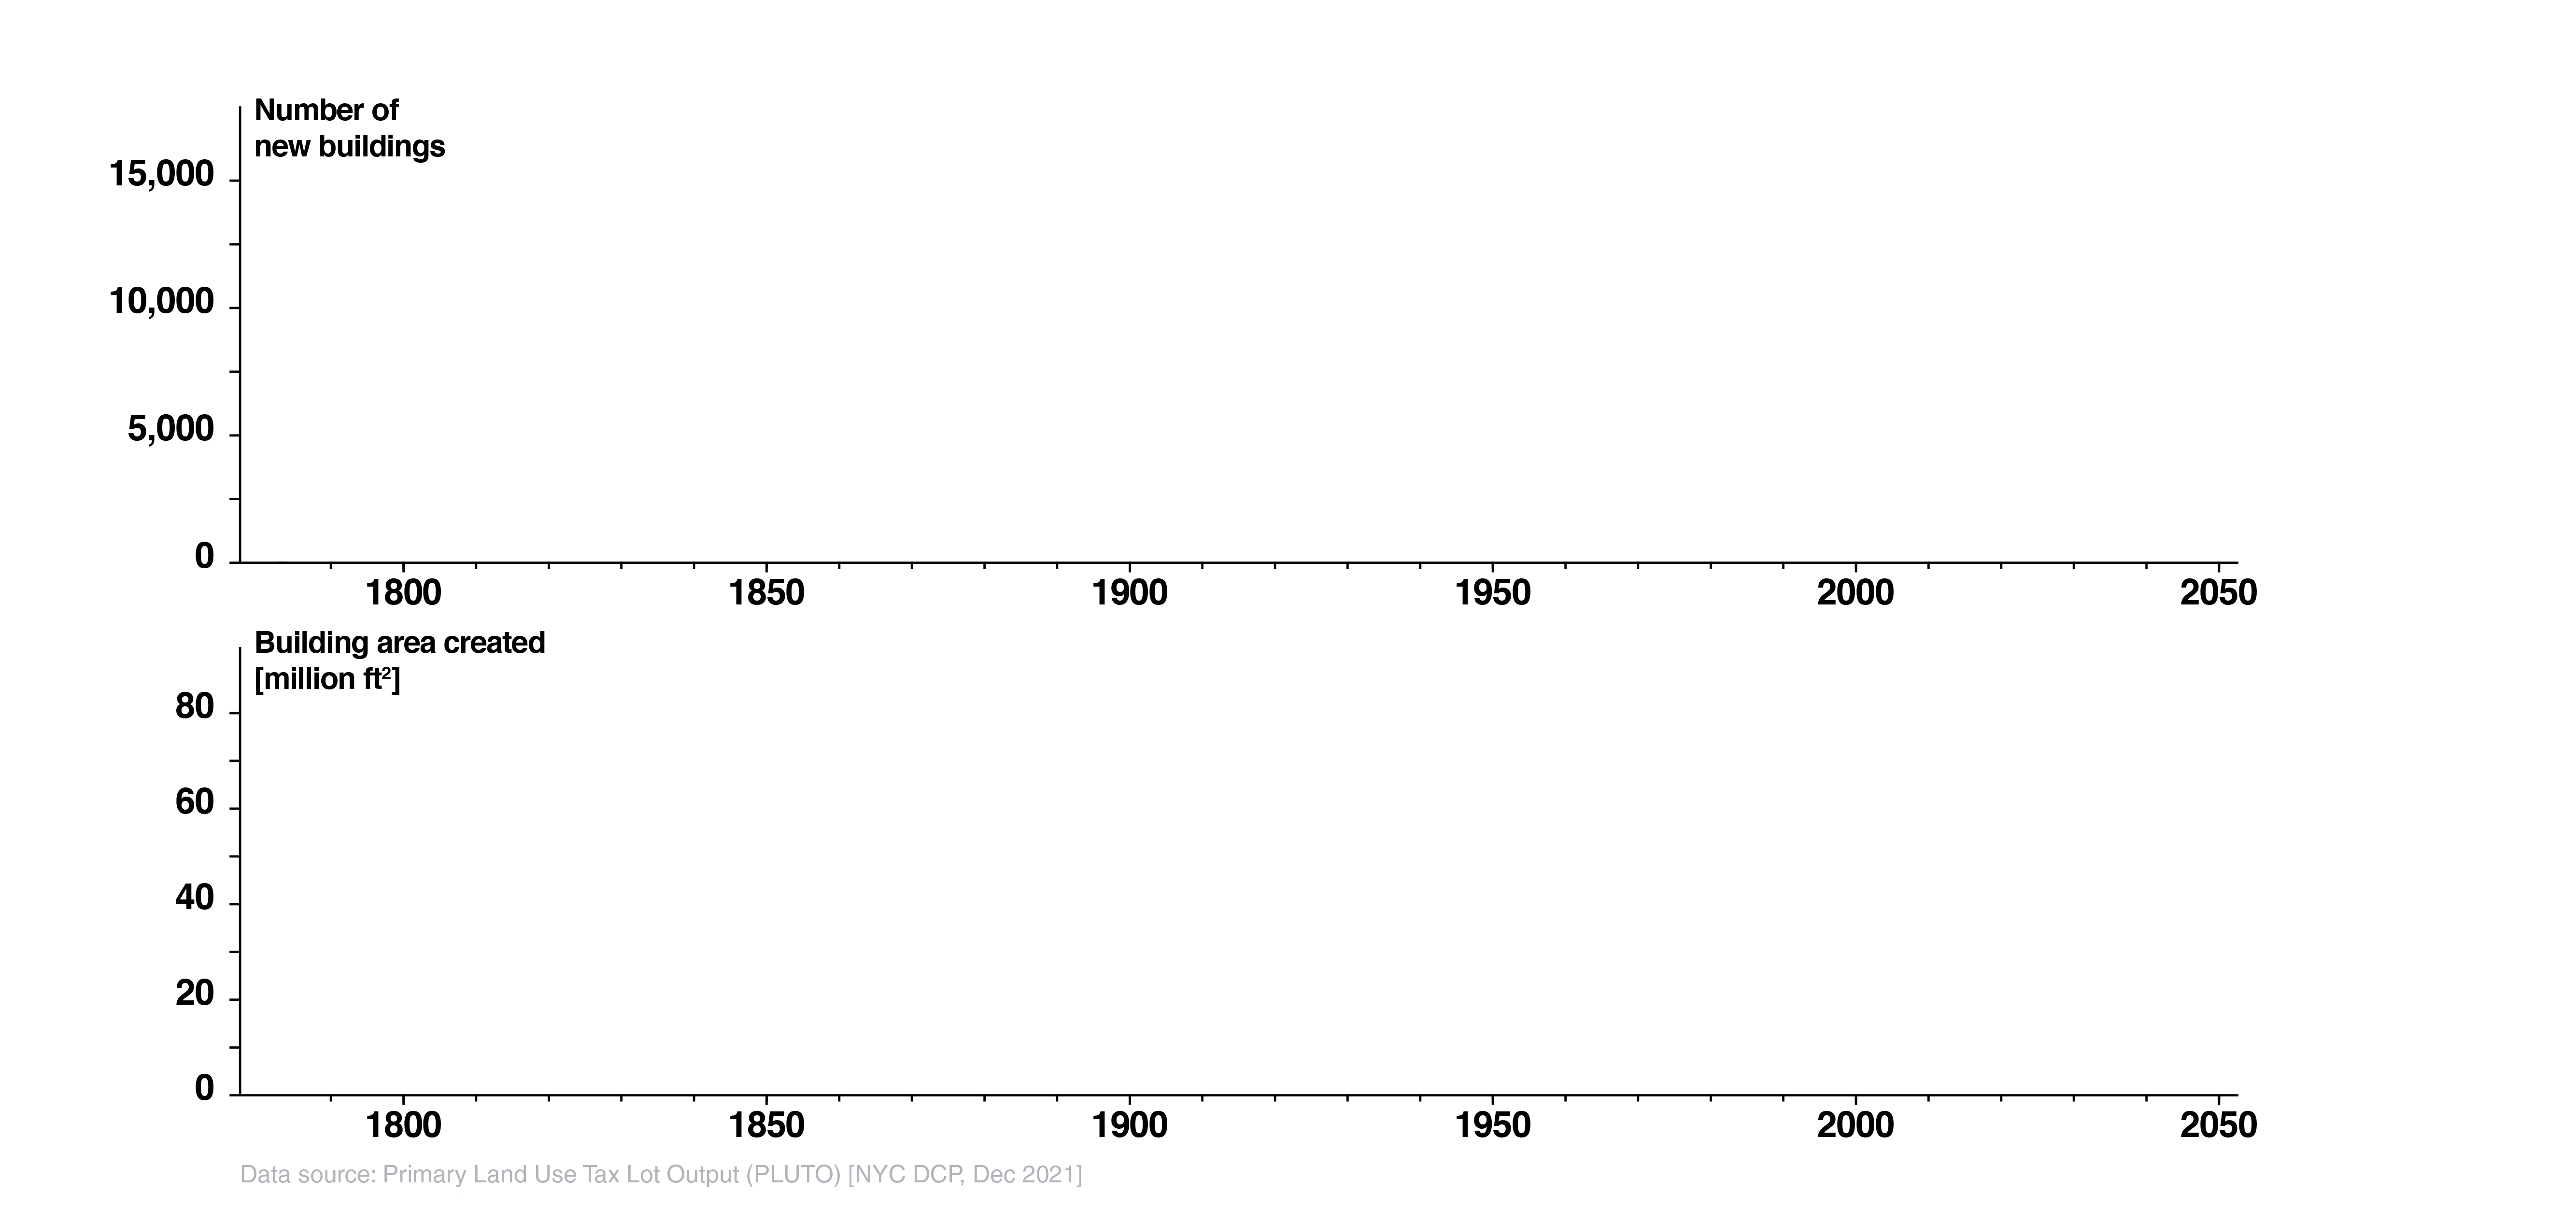 Number of
new buildings
15,000
10,000
5,000
0
1800 1850 1900 1950 2000 2050
Building area created
[million ft²]
80
60
40
20
0
1800 1850 1900 1950 2000 2050
Data source: Primary Land Use Tax Lot Output (PLUTO) [NYC DCP, Dec 2021]